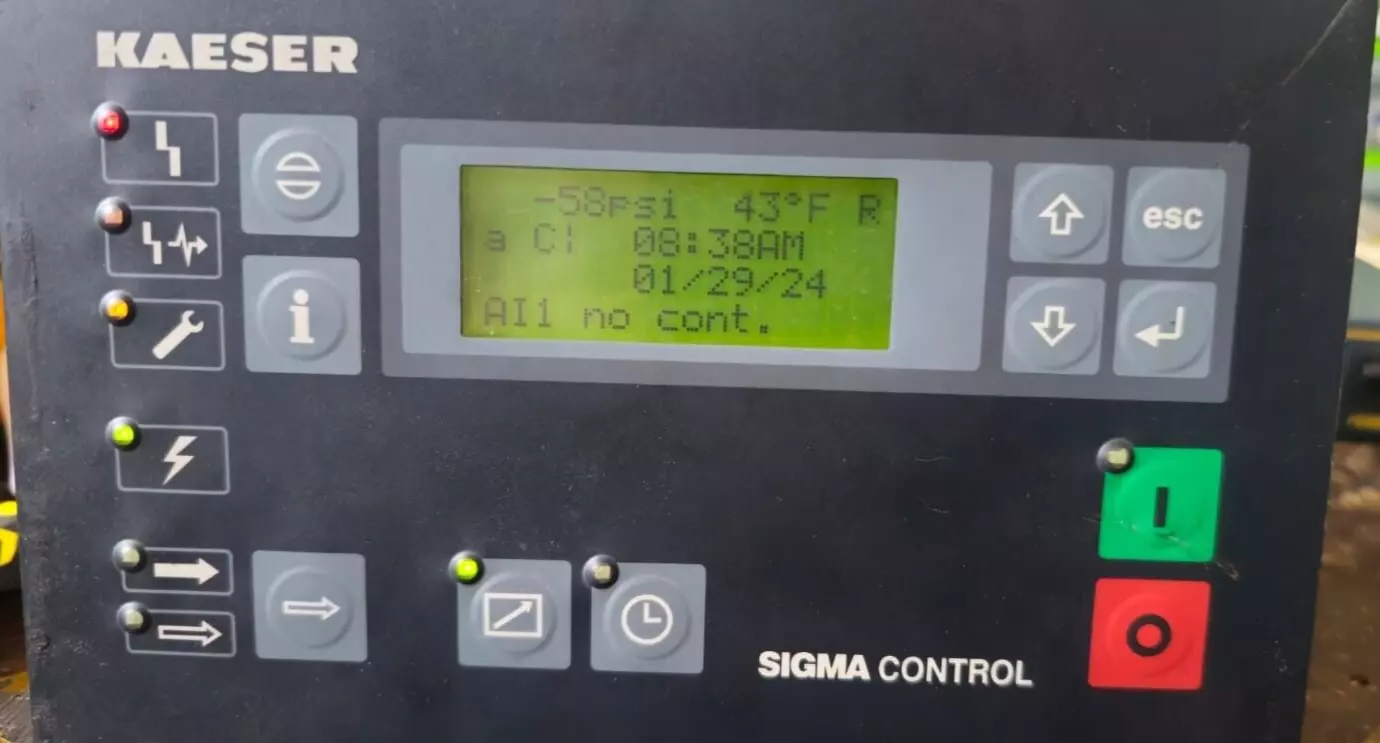 KAESER
-58psi 43°F R
a C| 08:38AM
01/29/24
AI1 no cont.
esc
i
I
O
SIGMA CONTROL